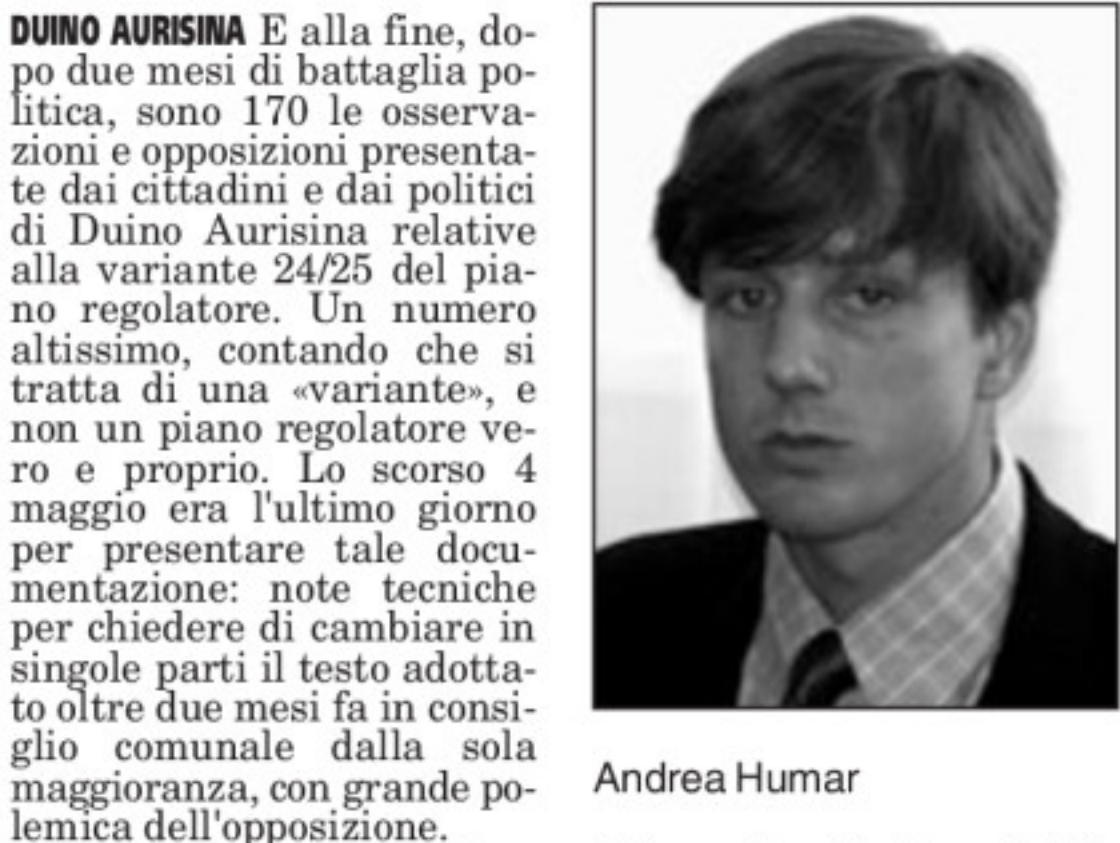 DUINO AURISINA E alla fine, do-
po due mesi di battaglia po-
litica, sono 170 le osserva-
zioni e opposizioni presenta-
te dai cittadini e dai politici
di Duino Aurisina relative
alla variante 24/25 del pia-
no regolatore. Un numero
altissimo, contando che si
tratta di una «variante», e
non un piano regolatore ve-
ro e proprio. Lo scorso 4
maggio era l'ultimo giorno
per presentare tale docu-
mentazione: note tecniche
per chiedere di cambiare in
singole parti il testo adotta-
to oltre due mesi fa in consi-
glio comunale dalla sola
maggioranza, con grande po-
lemica dell'opposizione.
Andrea Humar